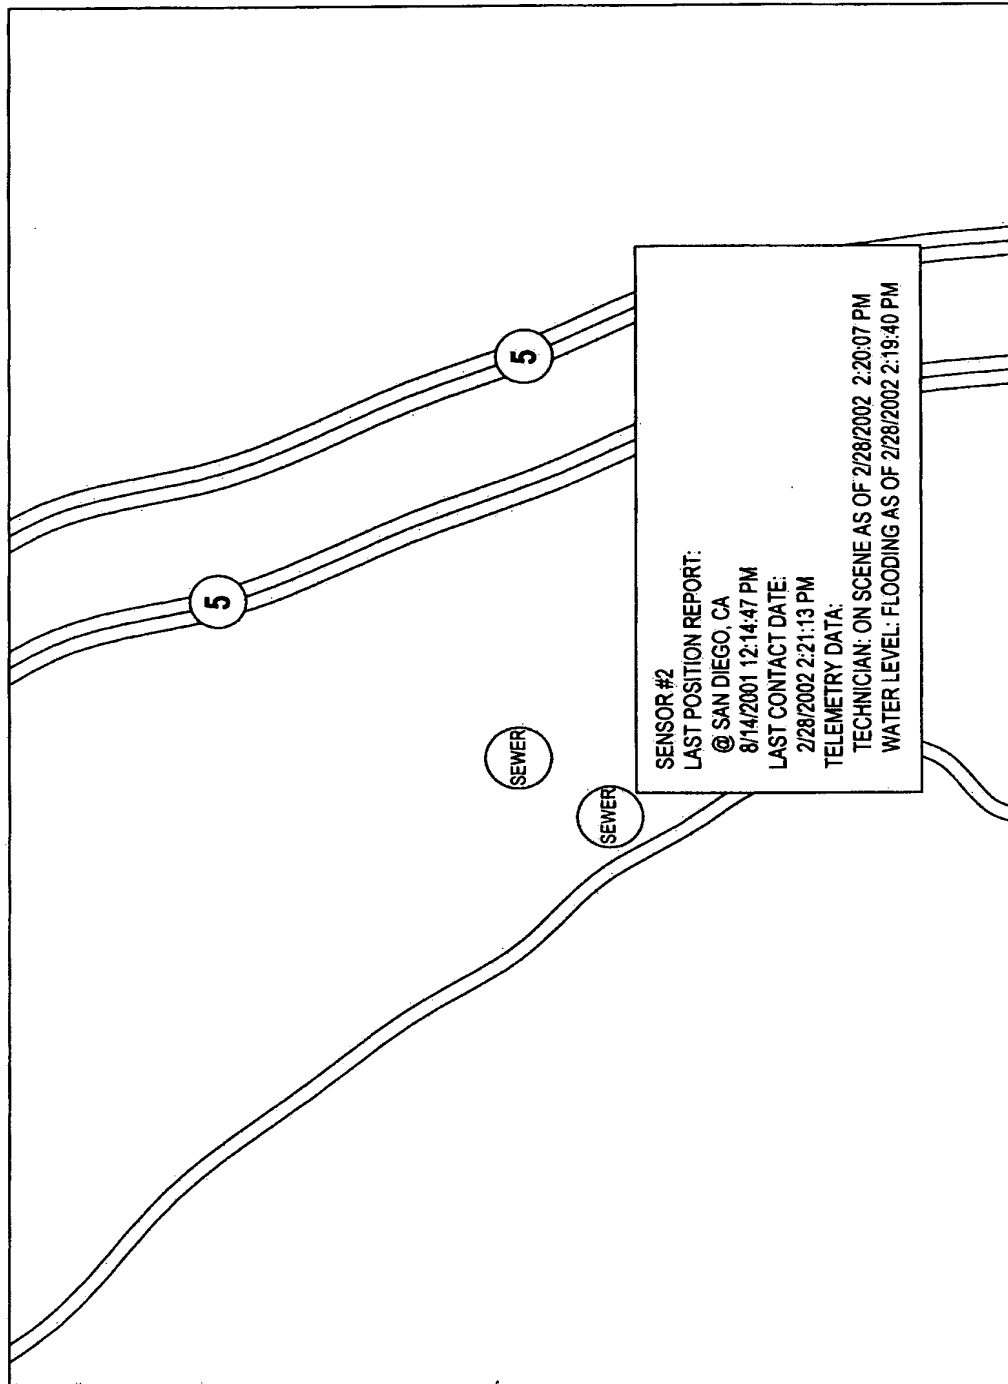 5
5
SEWER
SEWER
SENSOR #2
LAST POSITION REPORT:
@ SAN DIEGO, CA
8/14/2001 12:14:47 PM
LAST CONTACT DATE:
2/28/2002 2:21:13 PM
TELEMETRY DATA:
TECHNICIAN: ON SCENE AS OF 2/28/2002 2:20:07 PM
WATER LEVEL: FLOODING AS OF 2/28/2002 2:19:40 PM